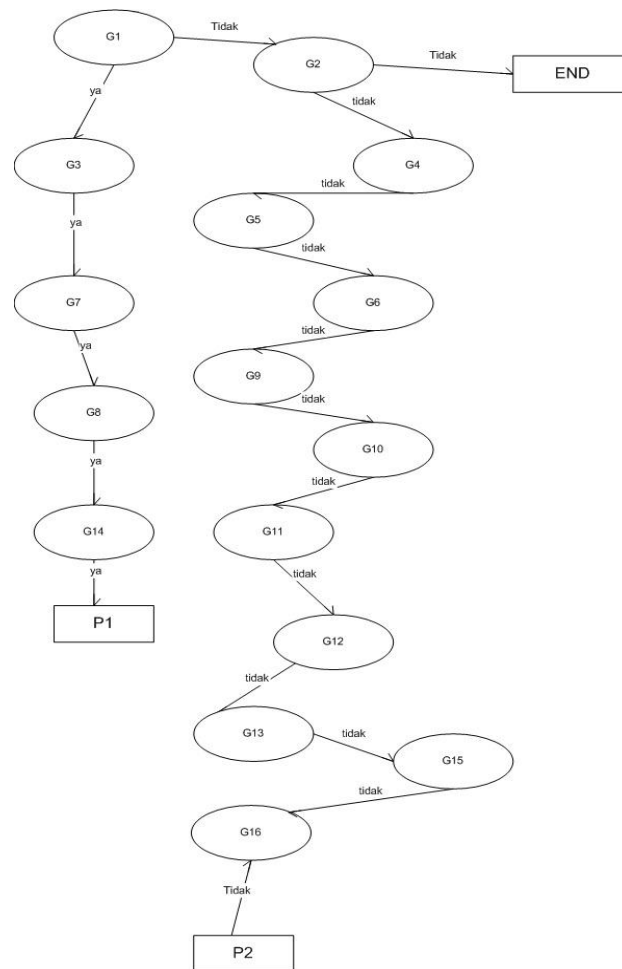 G1
Tidak
G2
Tidak
END
ya
tidak
G3
G4
tidak
ya
G5
tidak
G7
G6
ya
tidak
G9
G8
tidak
G10
ya
tidak
G14
G11
ya
tidak
P1
G12
tidak
G13
tidak
G15
tidak
G16
Tidak
P2